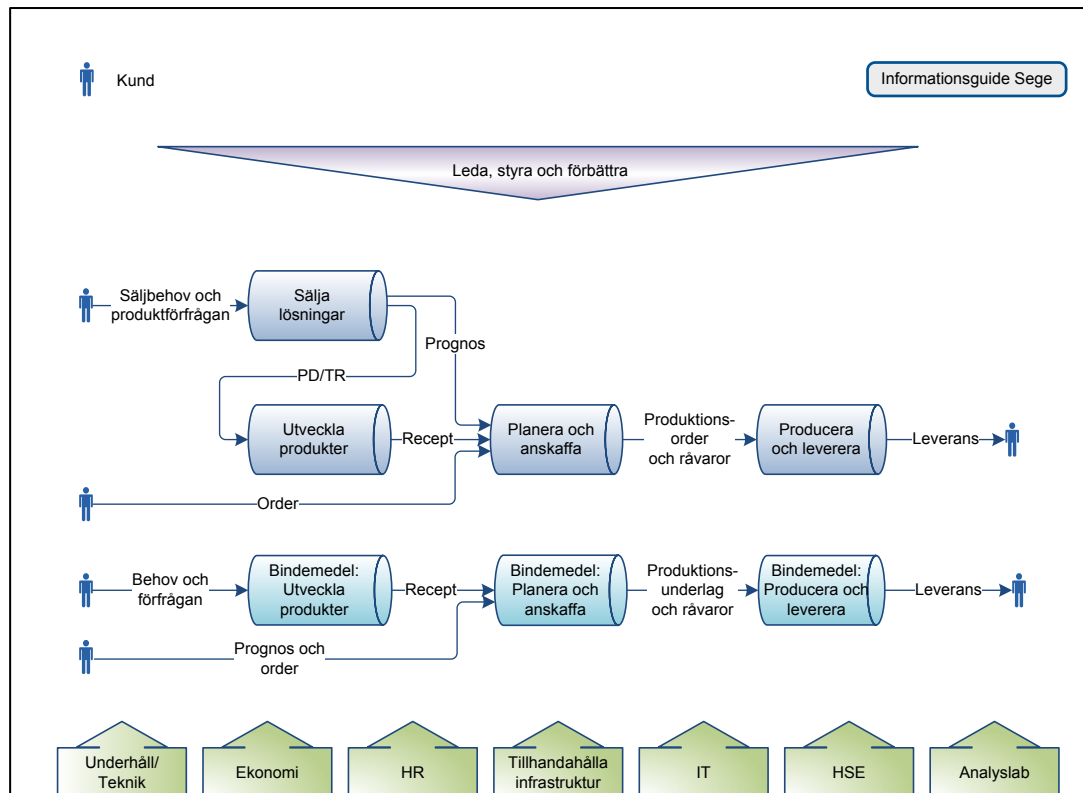 Kund
Informationsguide Sege
Leda, styra och förbättra
Säljbehov och
produktförfrågan
Sälja
lösningar
Prognos
PD/TR
Utveckla
produkter
Recept
Planera och
anskaffa
Produktions-
order
och råvaror
Producera
och leverera
Leverans
Order
Behov och
förfrågan
Bindemedel:
Utveckla
produkter
Recept
Bindemedel:
Planera och
anskaffa
Produktions-
underlag
och råvaror
Bindemedel:
Producera och
leverera
Leverans
Prognos och
order
Underhåll/
Teknik
Ekonomi
HR
Tillhandahålla
infrastruktur
IT
HSE
Analyslab